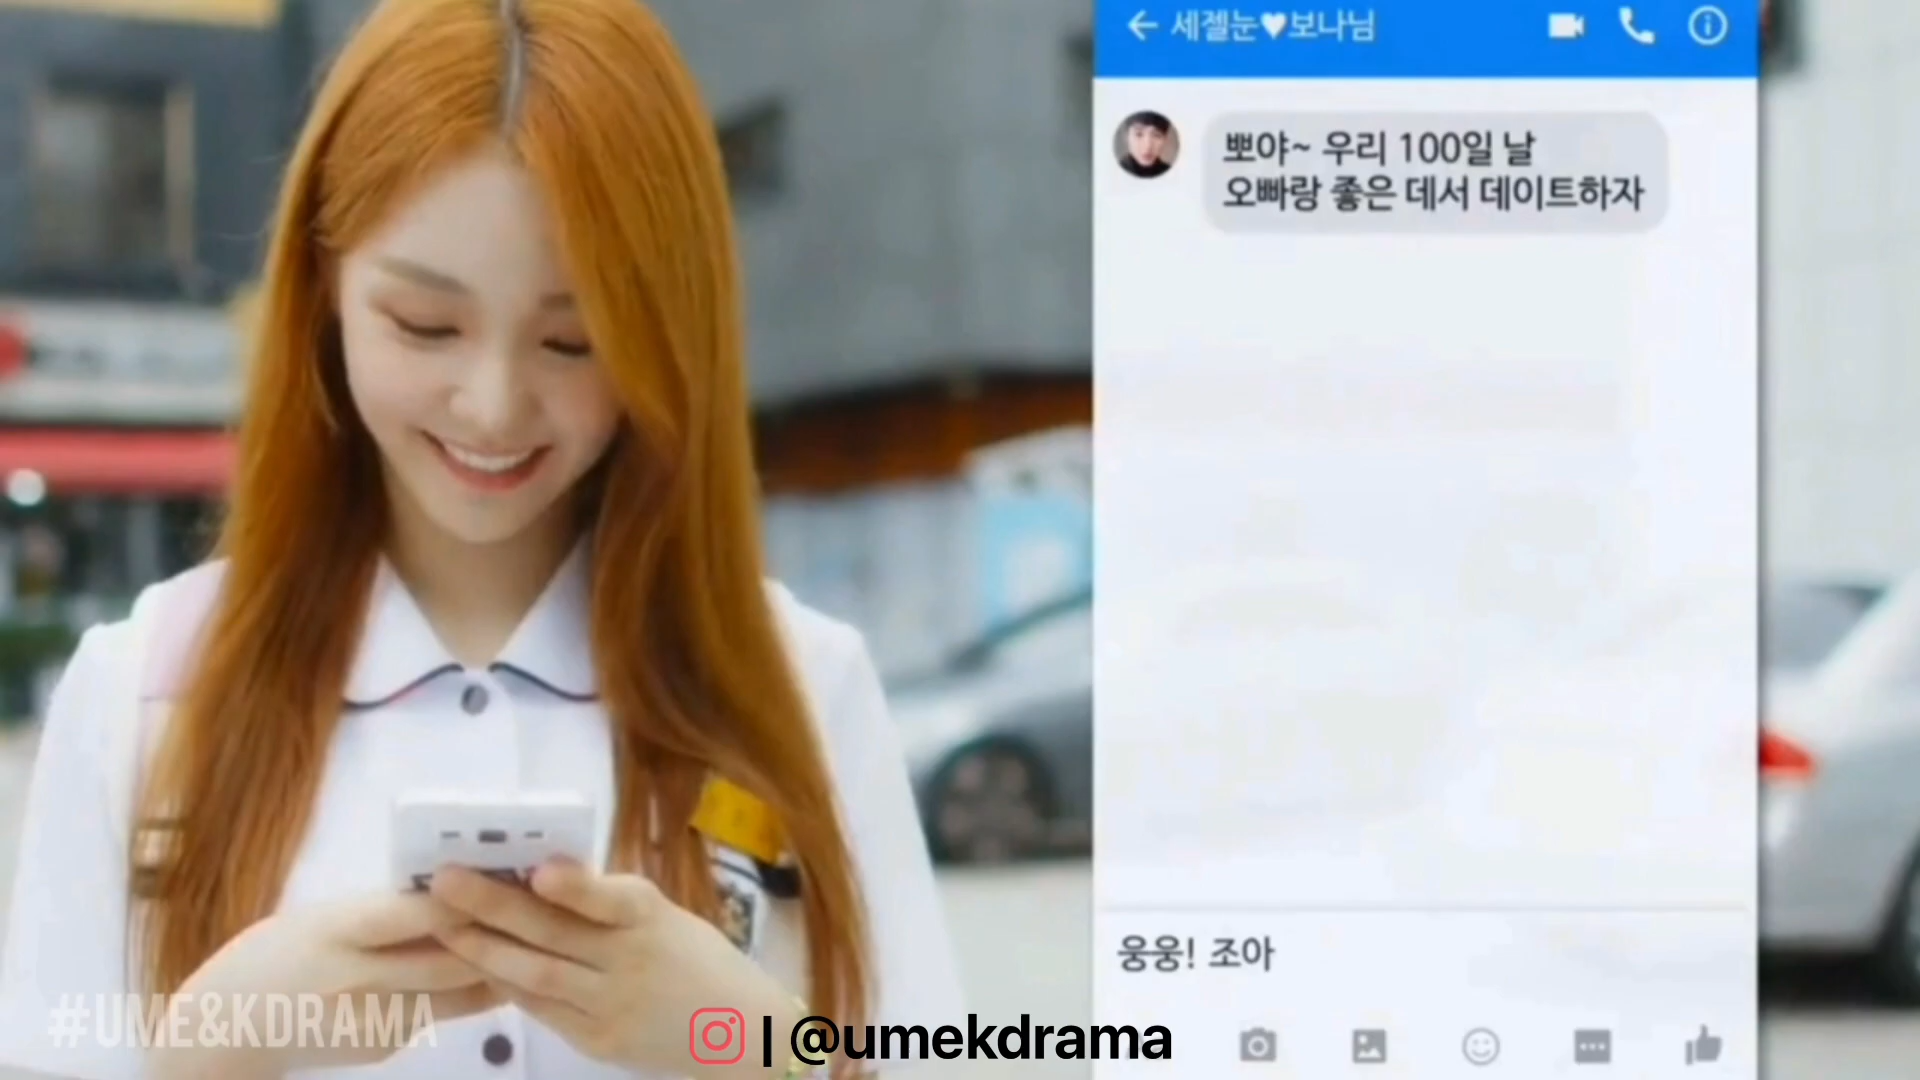 세젤눈♥보나님
뽀야~ 우리 100일 날
오빠랑 좋은 데서 데이트하자
웅웅! 조아
#UME&KDRAMA
| @umekdrama